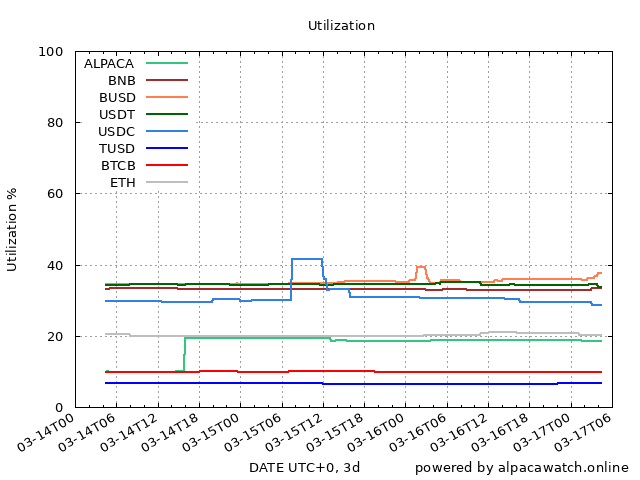 Utilization
100
80
60
40
20
0
Utilization %
ALPACA
BNB
BUSD
USDT
USDC
TUSD
BTCB
ETH
03-14T00
03-14T06
03-14T12
03-14T18
03-15T00
03-15T06
03-15T12
03-15T18
03-16T00
03-16T06
03-16T12
03-16T18
03-17T00
03-17T06
DATE UTC+0, 3d
powered by alpacawatch.online